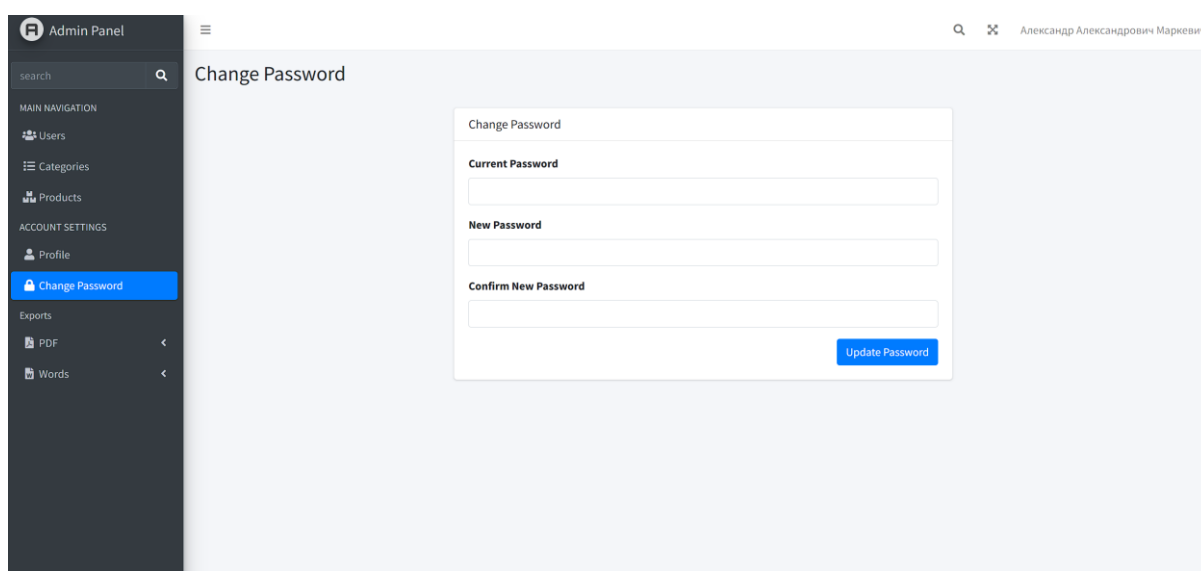 Admin Panel
search
MAIN NAVIGATION
Users
Categories
Products
ACCOUNT SETTINGS
Profile
Change Password
Exports
PDF
Words
Александр Александрович
Change Password
Change Password
Current Password
New Password
Confirm New Password
Update Password